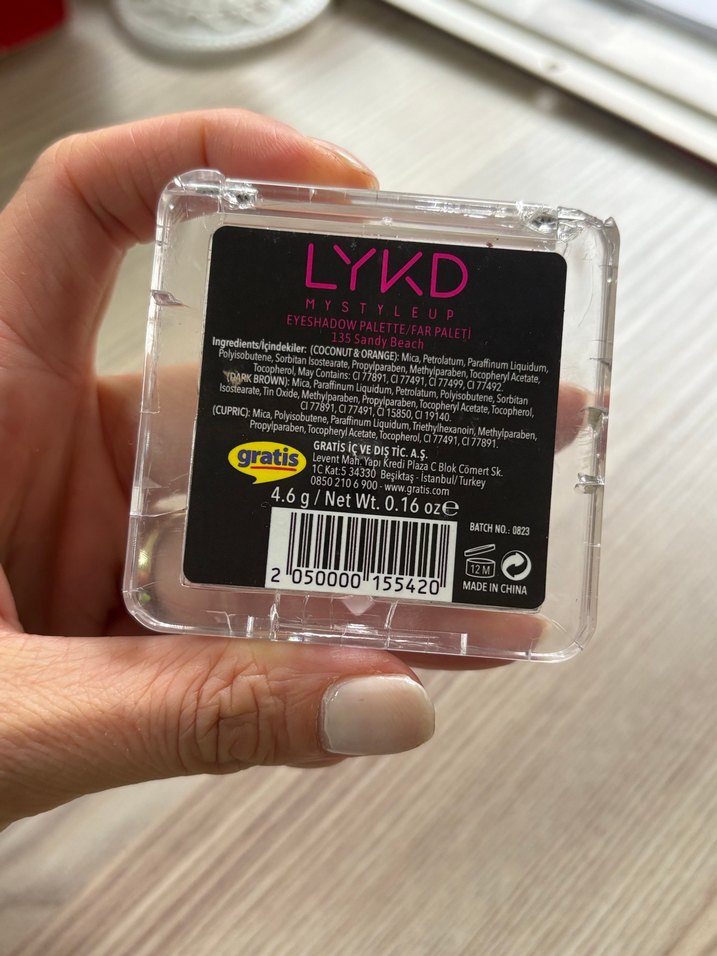 LYKD
MYSTYLEUP
EYESHADOW PALETTE/FAR PALETİ
135 Sandy Beach
Ingredients/İçindekiler: (COCONUT & ORANGE): Mica, Petrolatum, Paraffinum Liquidum,
Polyisobutene, Sorbitan Isostearate, Propylparaben, Methylparaben, Tocopheryl Acetate,
Tocopherol, May Contains: CI 77891, CI 77491, CI 77499, CI 77492.
(DARK BROWN): Mica, Paraffinum Liquidum, Petrolatum, Polyisobutene, Sorbitan
Isostearate, Tin Oxide, Methylparaben, Propylparaben, Tocopheryl Acetate, Tocopherol,
CI 77891, CI 77491, CI 15850, CI 19140.
(CUPRIC): Mica, Polyisobutene, Paraffinum Liquidum, Triethylhexanoin, Methylparaben,
Propylparaben, Tocopheryl Acetate, Tocopherol, CI 77491, CI 77891.
gratis
GRATİS İÇ VE DIŞ TİC. A.Ş.
Levent Mah. Yapı Kredi Plaza C Blok Cömert Sk.
1C Kat:5 34330 Beşiktaş - İstanbul/ Turkey
0850 210 6 900 - www.gratis.com
4.6 g / Net Wt. 0.16 oz℮
BATCH NO.: 0823
2 050000 155420
12 M
MADE IN CHINA